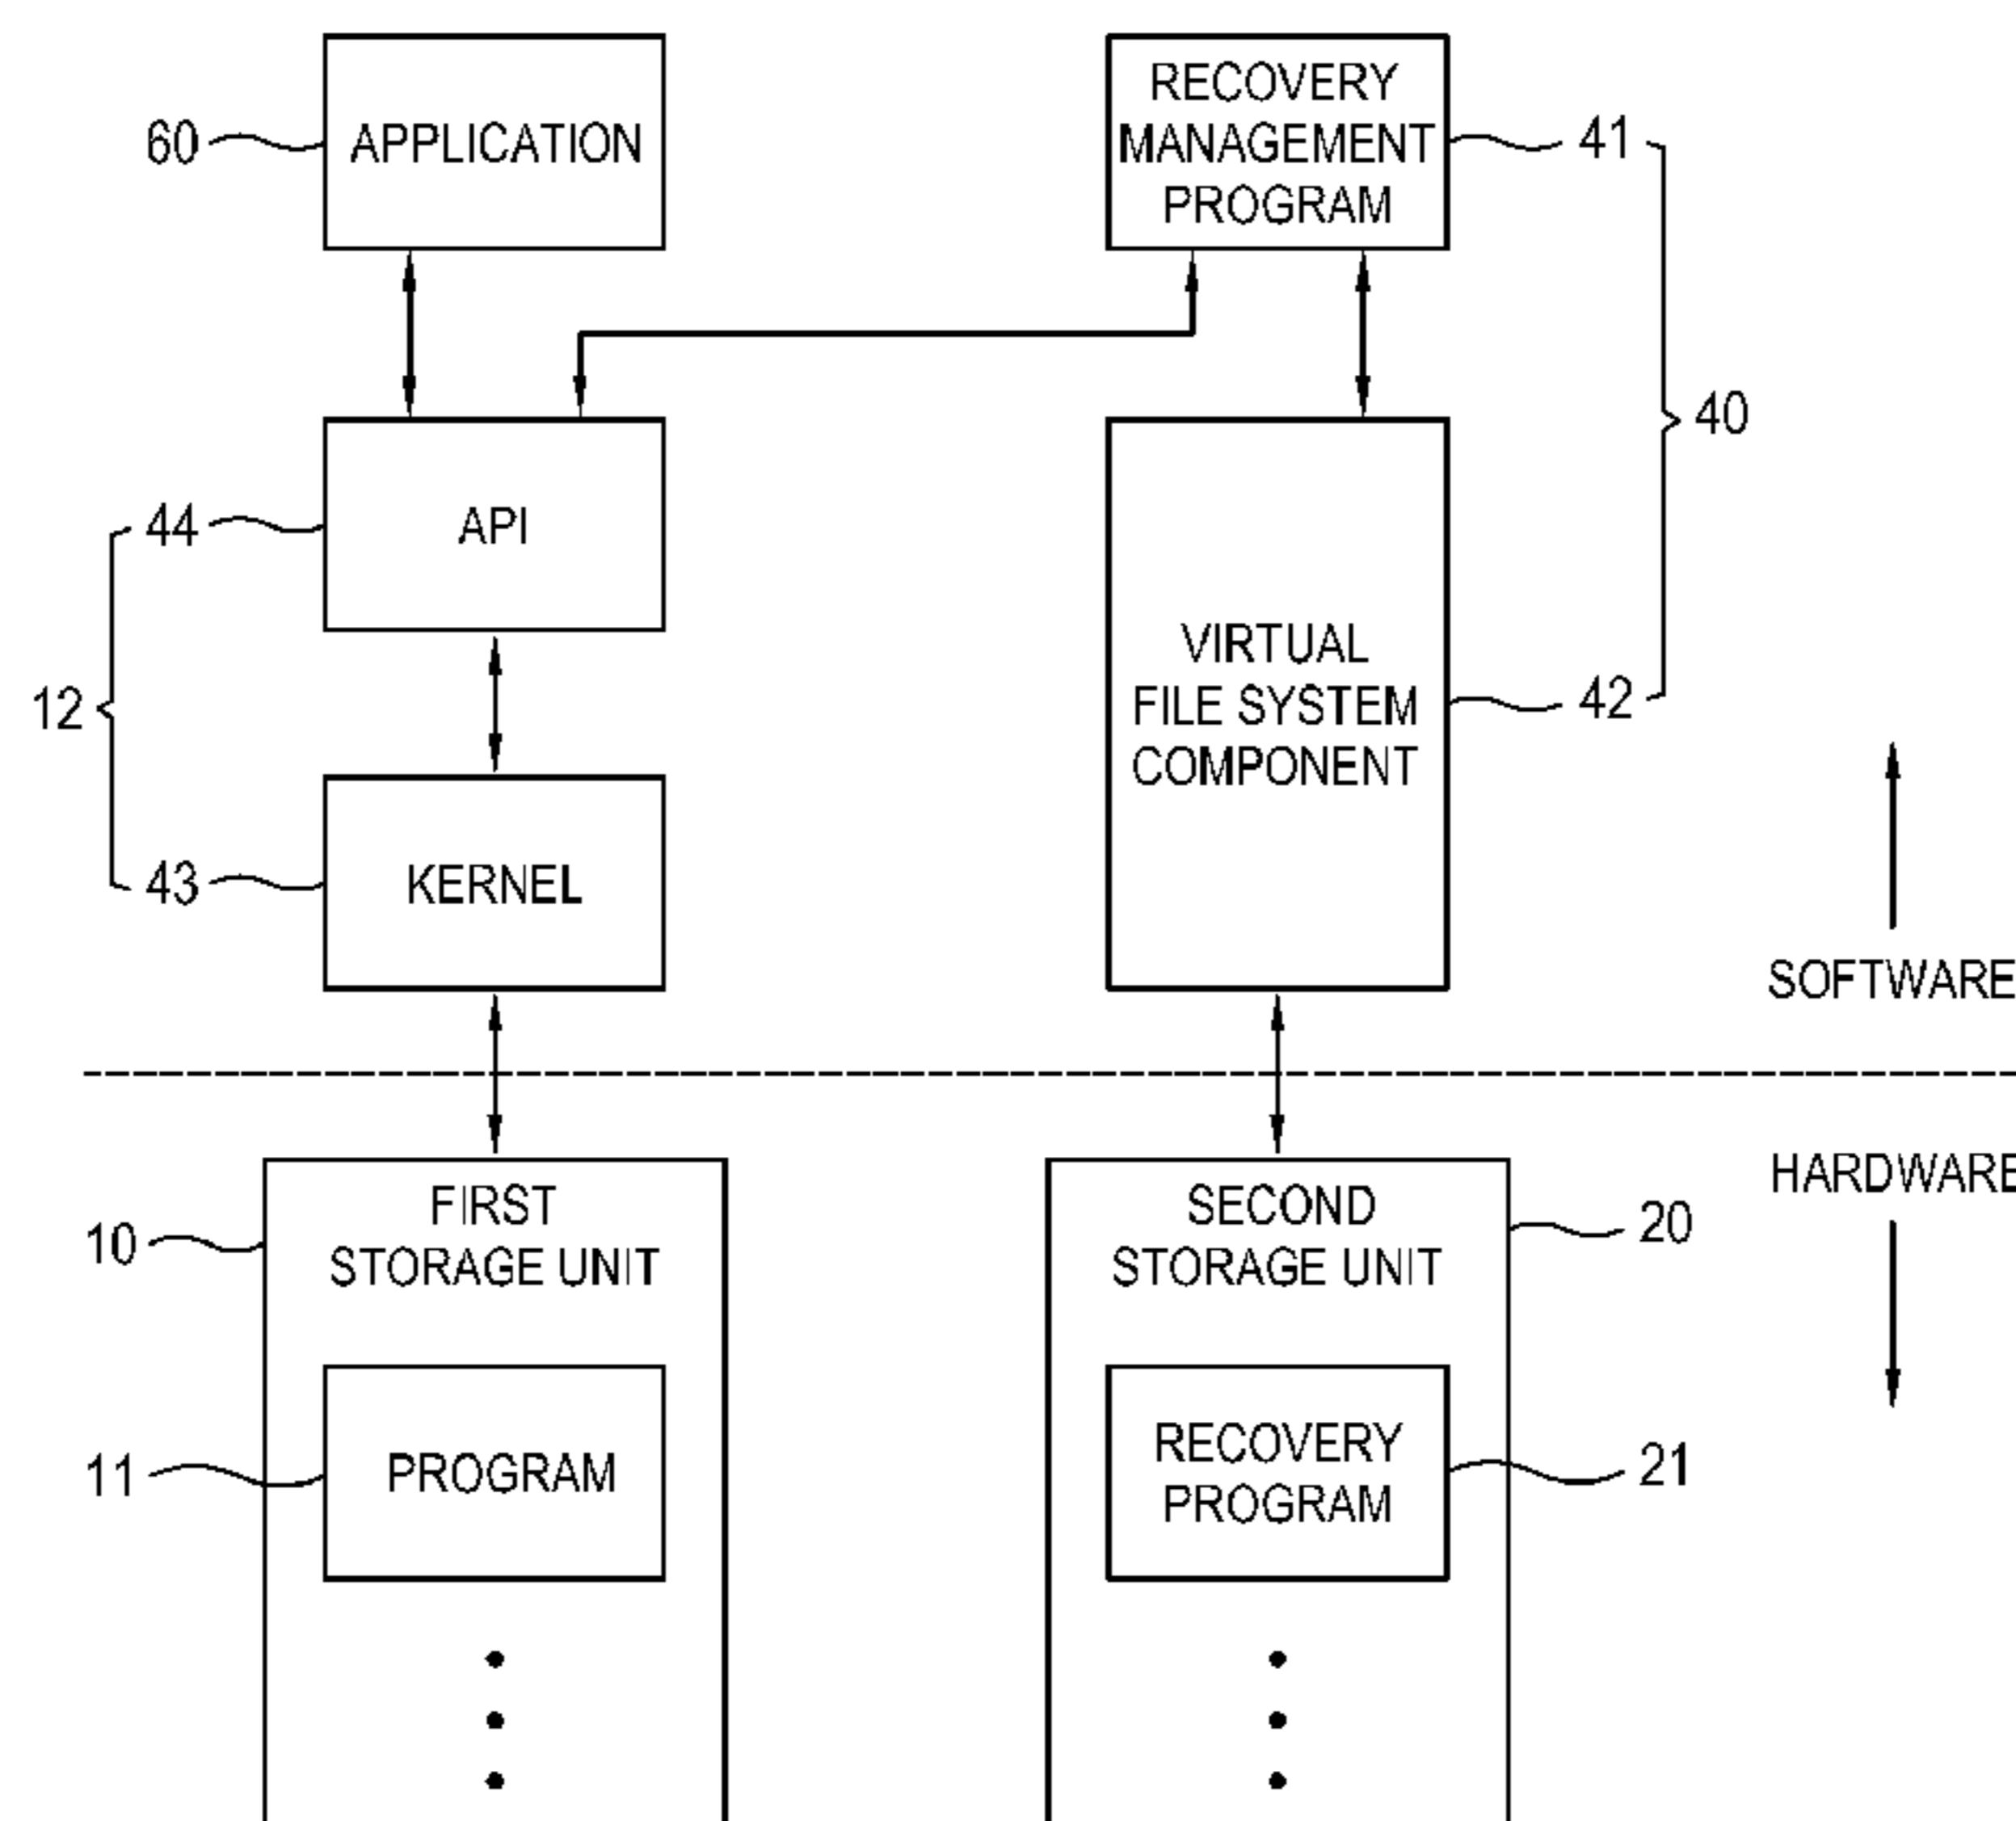 60
APPLICATION
RECOVERY
MANAGEMENT
PROGRAM
41
40
44
API
12
VIRTUAL
FILE SYSTEM
COMPONENT
42
43
KERNEL
SOFTWARE
HARDWARE
10
FIRST
STORAGE UNIT
SECOND
STORAGE UNIT
20
11
PROGRAM
RECOVERY
PROGRAM
21